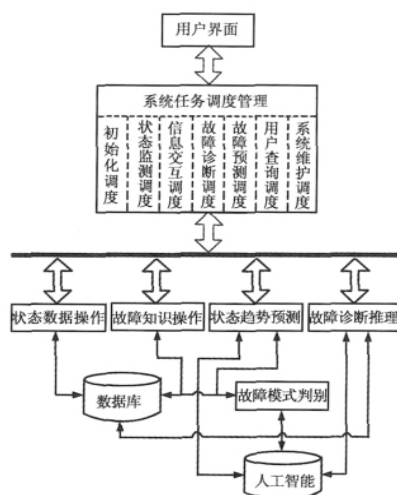 用户界面
系统任务调度管理
初始化调度
状态监测调度
信息交互调度
故障诊断调度
故障预测调度
用户查询调度
系统维护调度
状态数据操作
故障知识操作
状态趋势预测
故障诊断推理
数据库
故障模式判别
人工智能